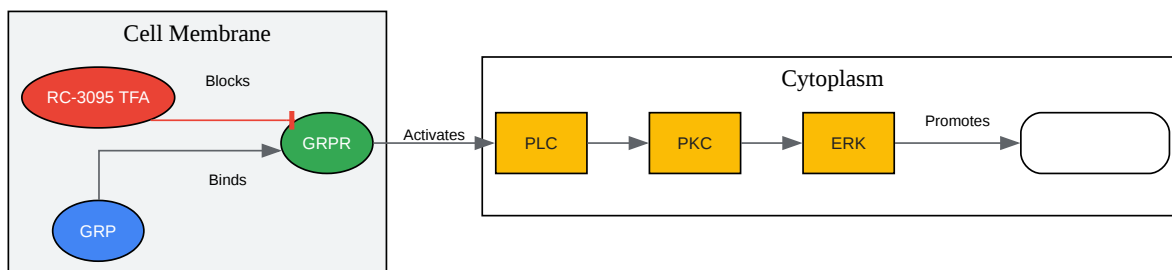 Cell Membrane
RC-3095 TFA
Blocks
GRPR
Binds
GRP
Activates
Cytoplasm
PLC
PKC
ERK
Promotes